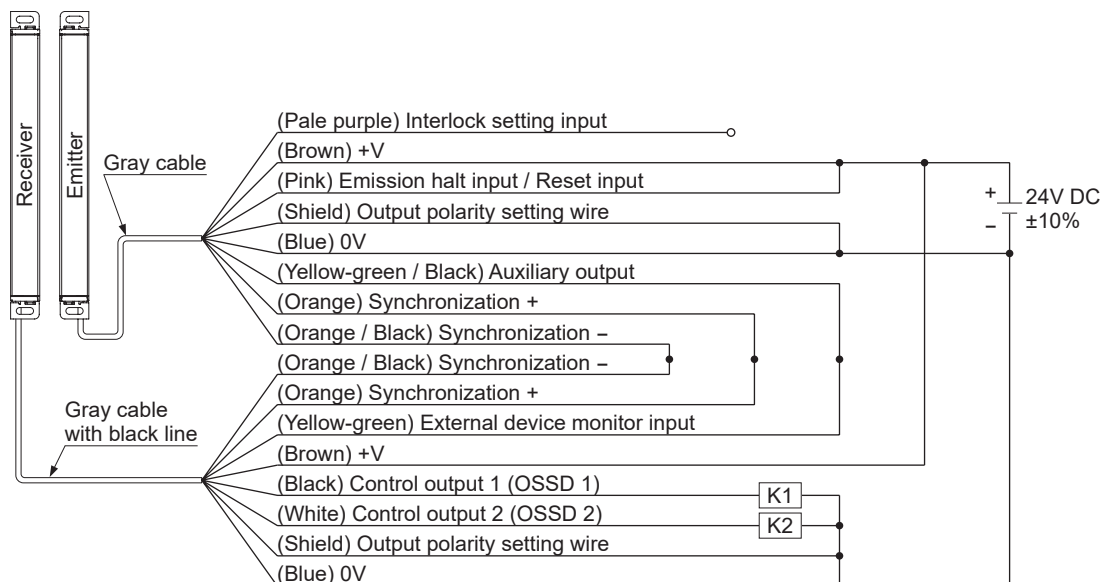 Receiver
Emitter
Gray cable
(Pale purple) Interlock setting input
(Brown) +V
(Pink) Emission halt input / Reset input
(Shield) Output polarity setting wire
(Blue) 0V
(Yellow-green / Black) Auxiliary output
(Orange) Synchronization +
(Orange / Black) Synchronization –
+
–
24V DC
±10%
Gray cable
with black line
(Orange / Black) Synchronization –
(Orange) Synchronization +
(Yellow-green) External device monitor input
(Brown) +V
(Black) Control output 1 (OSSD 1)
K1
(White) Control output 2 (OSSD 2)
K2
(Shield) Output polarity setting wire
(Blue) 0V